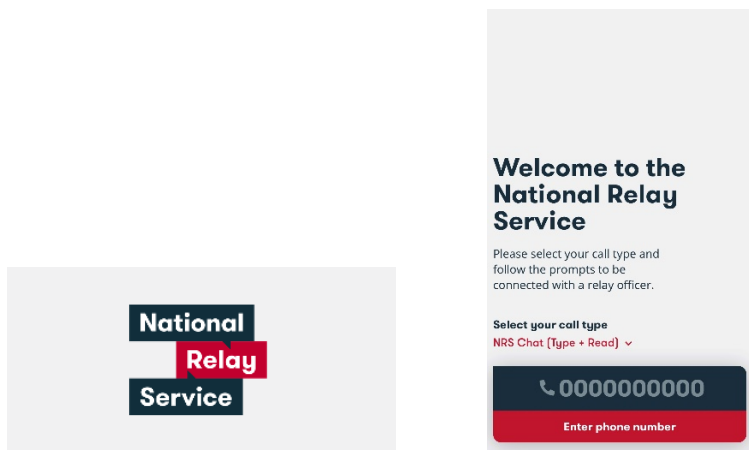 National
Relay
Service
Welcome to the
National Relay
Service
Please select your call type and
follow the prompts to be
connected with a relay officer.
Select your call type
NRS Chat (Type + Read)
0000000000
Enter phone number